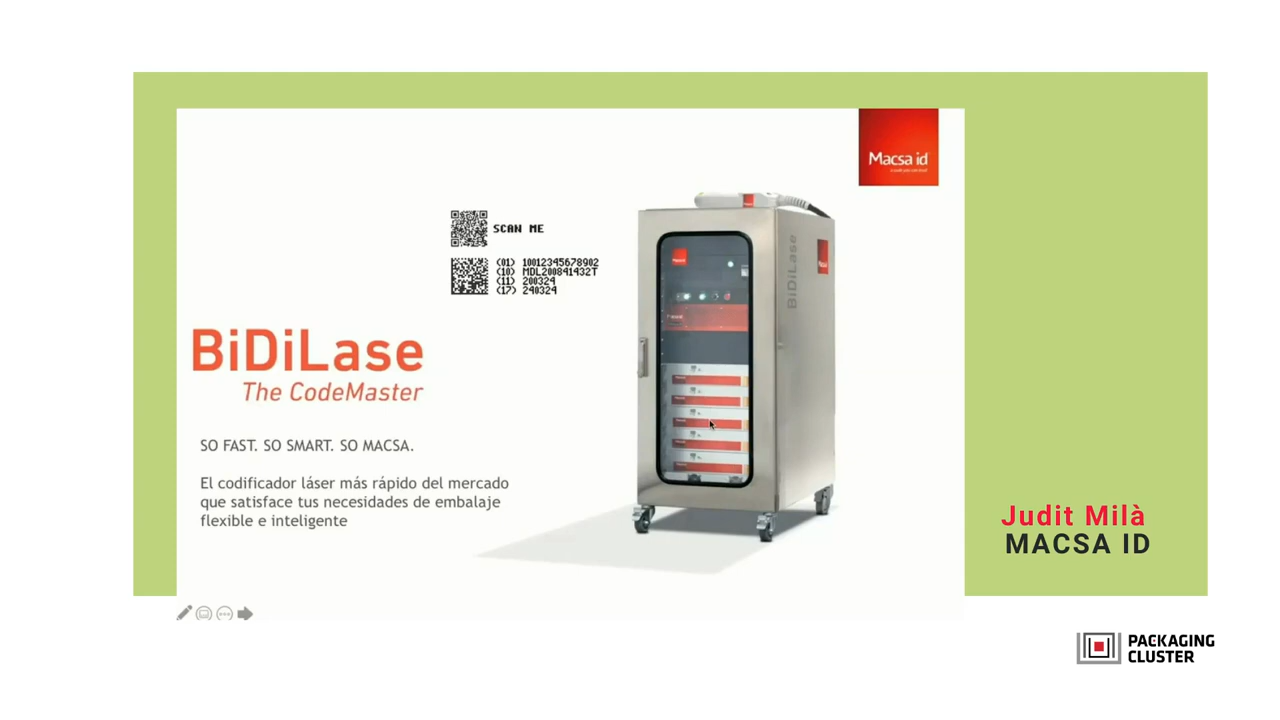 Macsa id
SCAN ME
(01) 10012345678902
(10) MDL200841432T
(11) 200324
(17) 240324
BiDiLase
The CodeMaster
SO FAST. SO SMART. SO MACSA.
El codificador láser más rápido del mercado
que satisface tus necesidades de embalaje
flexible e inteligente
BiDiLase
Judit Milà
MACSA ID
PACKAGING
CLUSTER